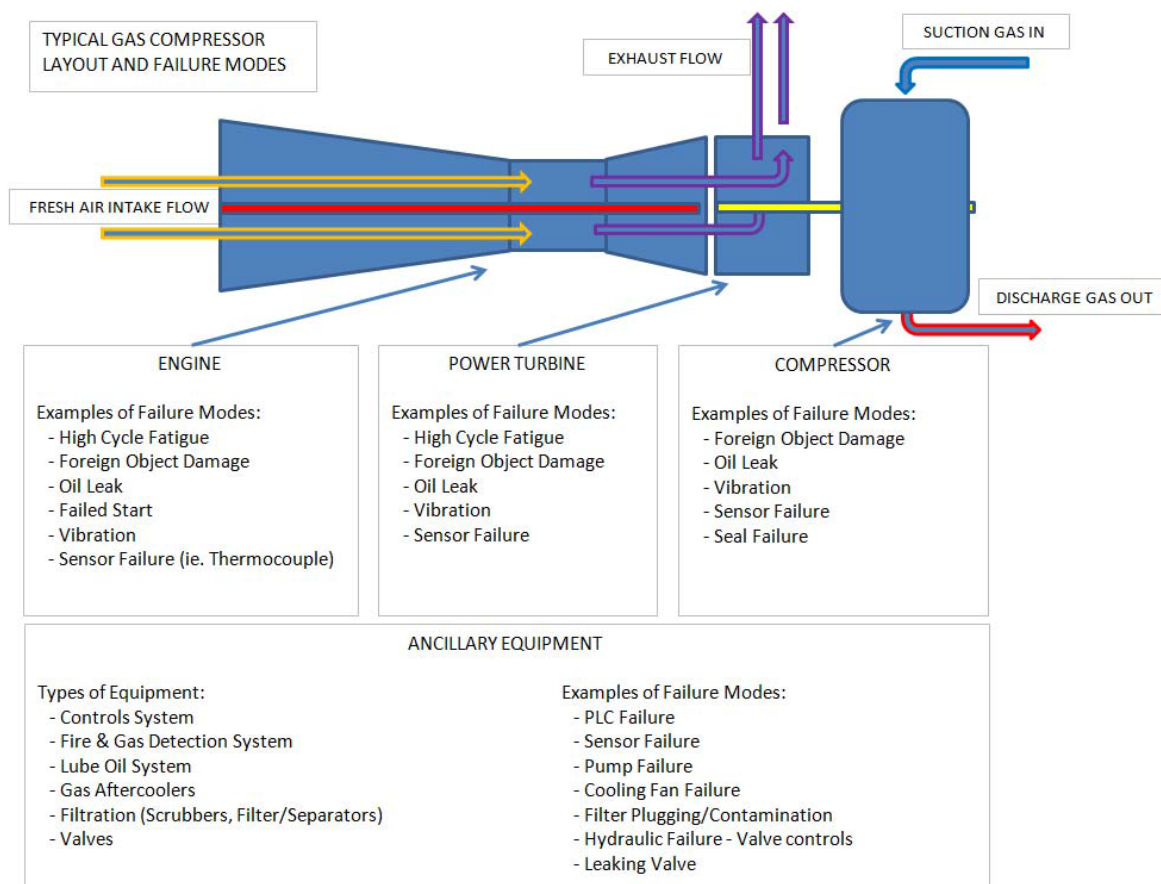 TYPICAL GAS COMPRESSOR
LAYOUT AND FAILURE MODES
EXHAUST FLOW
SUCTION GAS IN
FRESH AIR INTAKE FLOW
DISCHARGE GAS OUT
ENGINE
Examples of Failure Modes:
- High Cycle Fatigue
- Foreign Object Damage
- Oil Leak
- Failed Start
- Vibration
- Sensor Failure (ie. Thermocouple)
POWER TURBINE
Examples of Failure Modes:
- High Cycle Fatigue
- Foreign Object Damage
- Oil Leak
- Vibration
- Sensor Failure
COMPRESSOR
Examples of Failure Modes:
- Foreign Object Damage
- Oil Leak
- Vibration
- Sensor Failure
- Seal Failure
ANCILLARY EQUIPMENT
Types of Equipment:
- Controls System
- Fire & Gas Detection System
- Lube Oil System
- Gas Aftercoolers
- Filtration (Scrubbers, Filter/Separators)
- Valves
Examples of Failure Modes:
- PLC Failure
- Sensor Failure
- Pump Failure
- Cooling Fan Failure
- Filter Plugging/Contamination
- Hydraulic Failure - Valve controls
- Leaking Valve